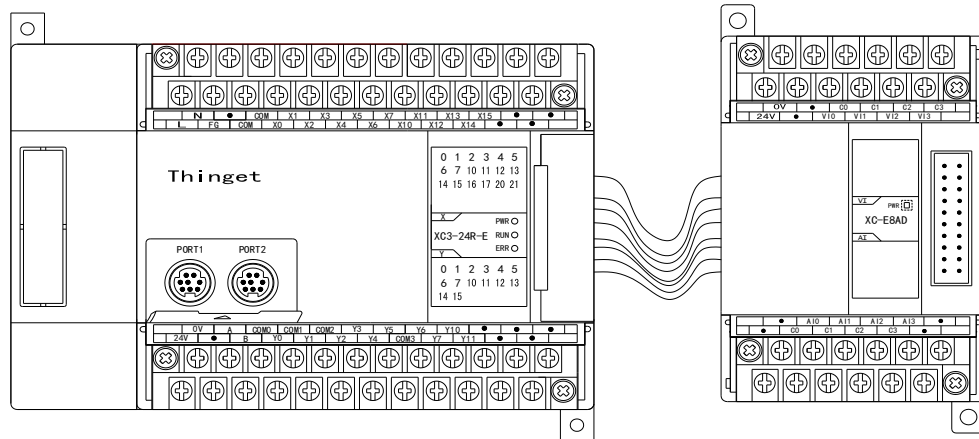 N ● COM X1 X3 X5 X7 X11 X13 X15 ● ●
L FG COM X0 X2 X4 X6 X10 X12 X14 ● ●
Thinget
0 1 2 3 4 5
6 7 10 11 12 13
14 15 16 17 20 21
X
PWR
XC3-24R-E RUN
ERR
Y
0 1 2 3 4 5
6 7 10 11 12 13
14 15
PORT1 PORT2
0V A COM0 COM1 COM2 Y3 Y5 Y6 Y10 ● ● ●
24V ● B Y0 Y1 Y2 Y4 COM3 Y7 Y11 ● ●
0V ● C0 C1 C2 C3
24V ● VI0 VI1 VI2 VI3
VI
PWR
XC-E8AD
AI
● ● AI0 AI1 AI2 AI3 ●
● C0 C1 C2 C3 ●